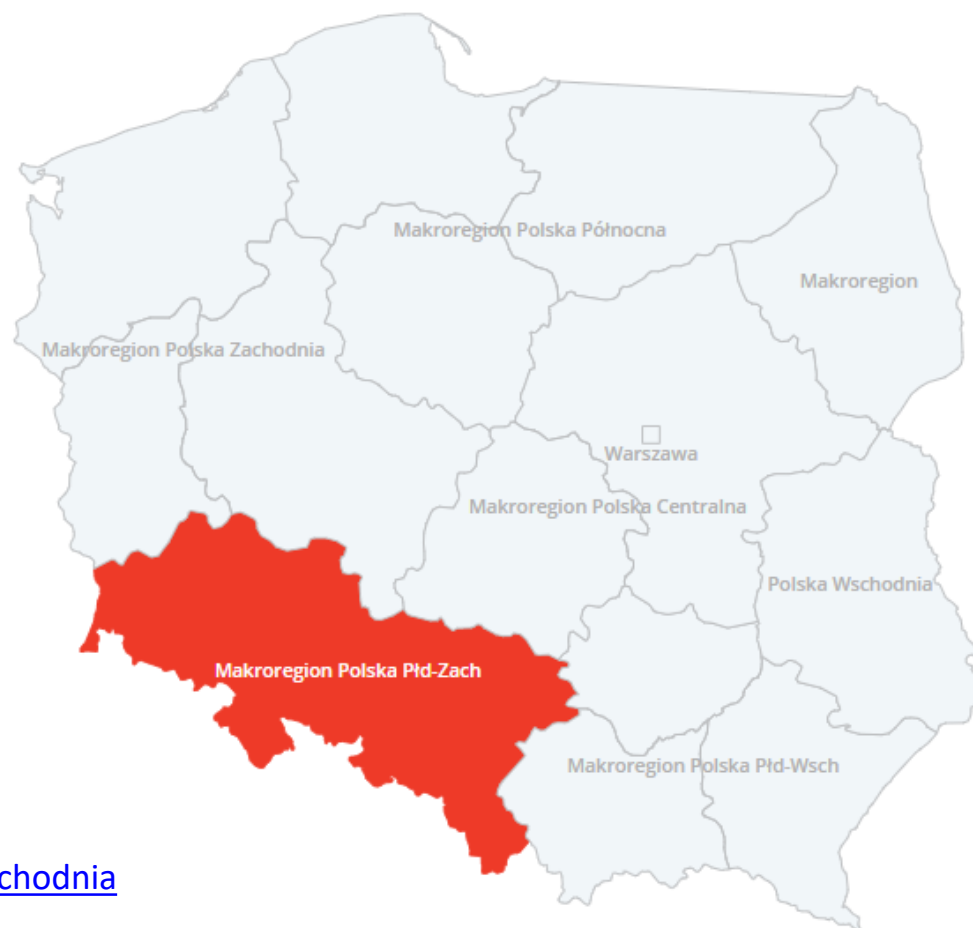 Makroregion Polska Północna
Makroregion
Makroregion Polska Zachodnia
Warszawa
Makroregion Polska Centralna
Polska Wschodnia
Makroregion Polska Płd-Zach
Makroregion Polska Płd-Wsch
chodnia